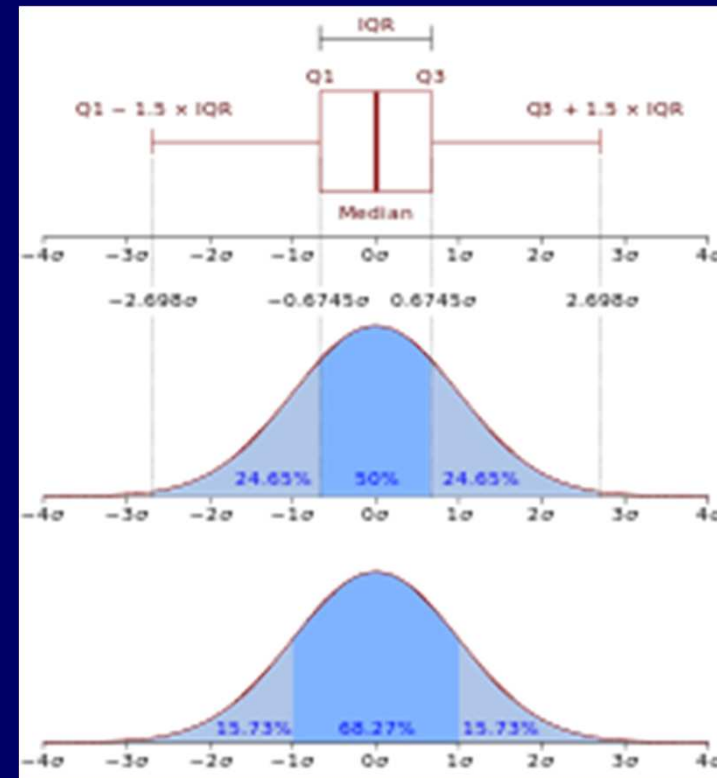 IQR
Q1 Q3
Q1 − 1.5 × IQR Q3 + 1.5 × IQR
Median
−4σ −3σ −2σ −1σ 0σ 1σ 2σ 3σ 4σ
−2.698σ −0.6745σ 0.6745σ 2.698σ
24.65% 50% 24.65%
−4σ −3σ −2σ −1σ 0σ 1σ 2σ 3σ 4σ
15.73% 68.27% 15.73%
−4σ −3σ −2σ −1σ 0σ 1σ 2σ 3σ 4σ